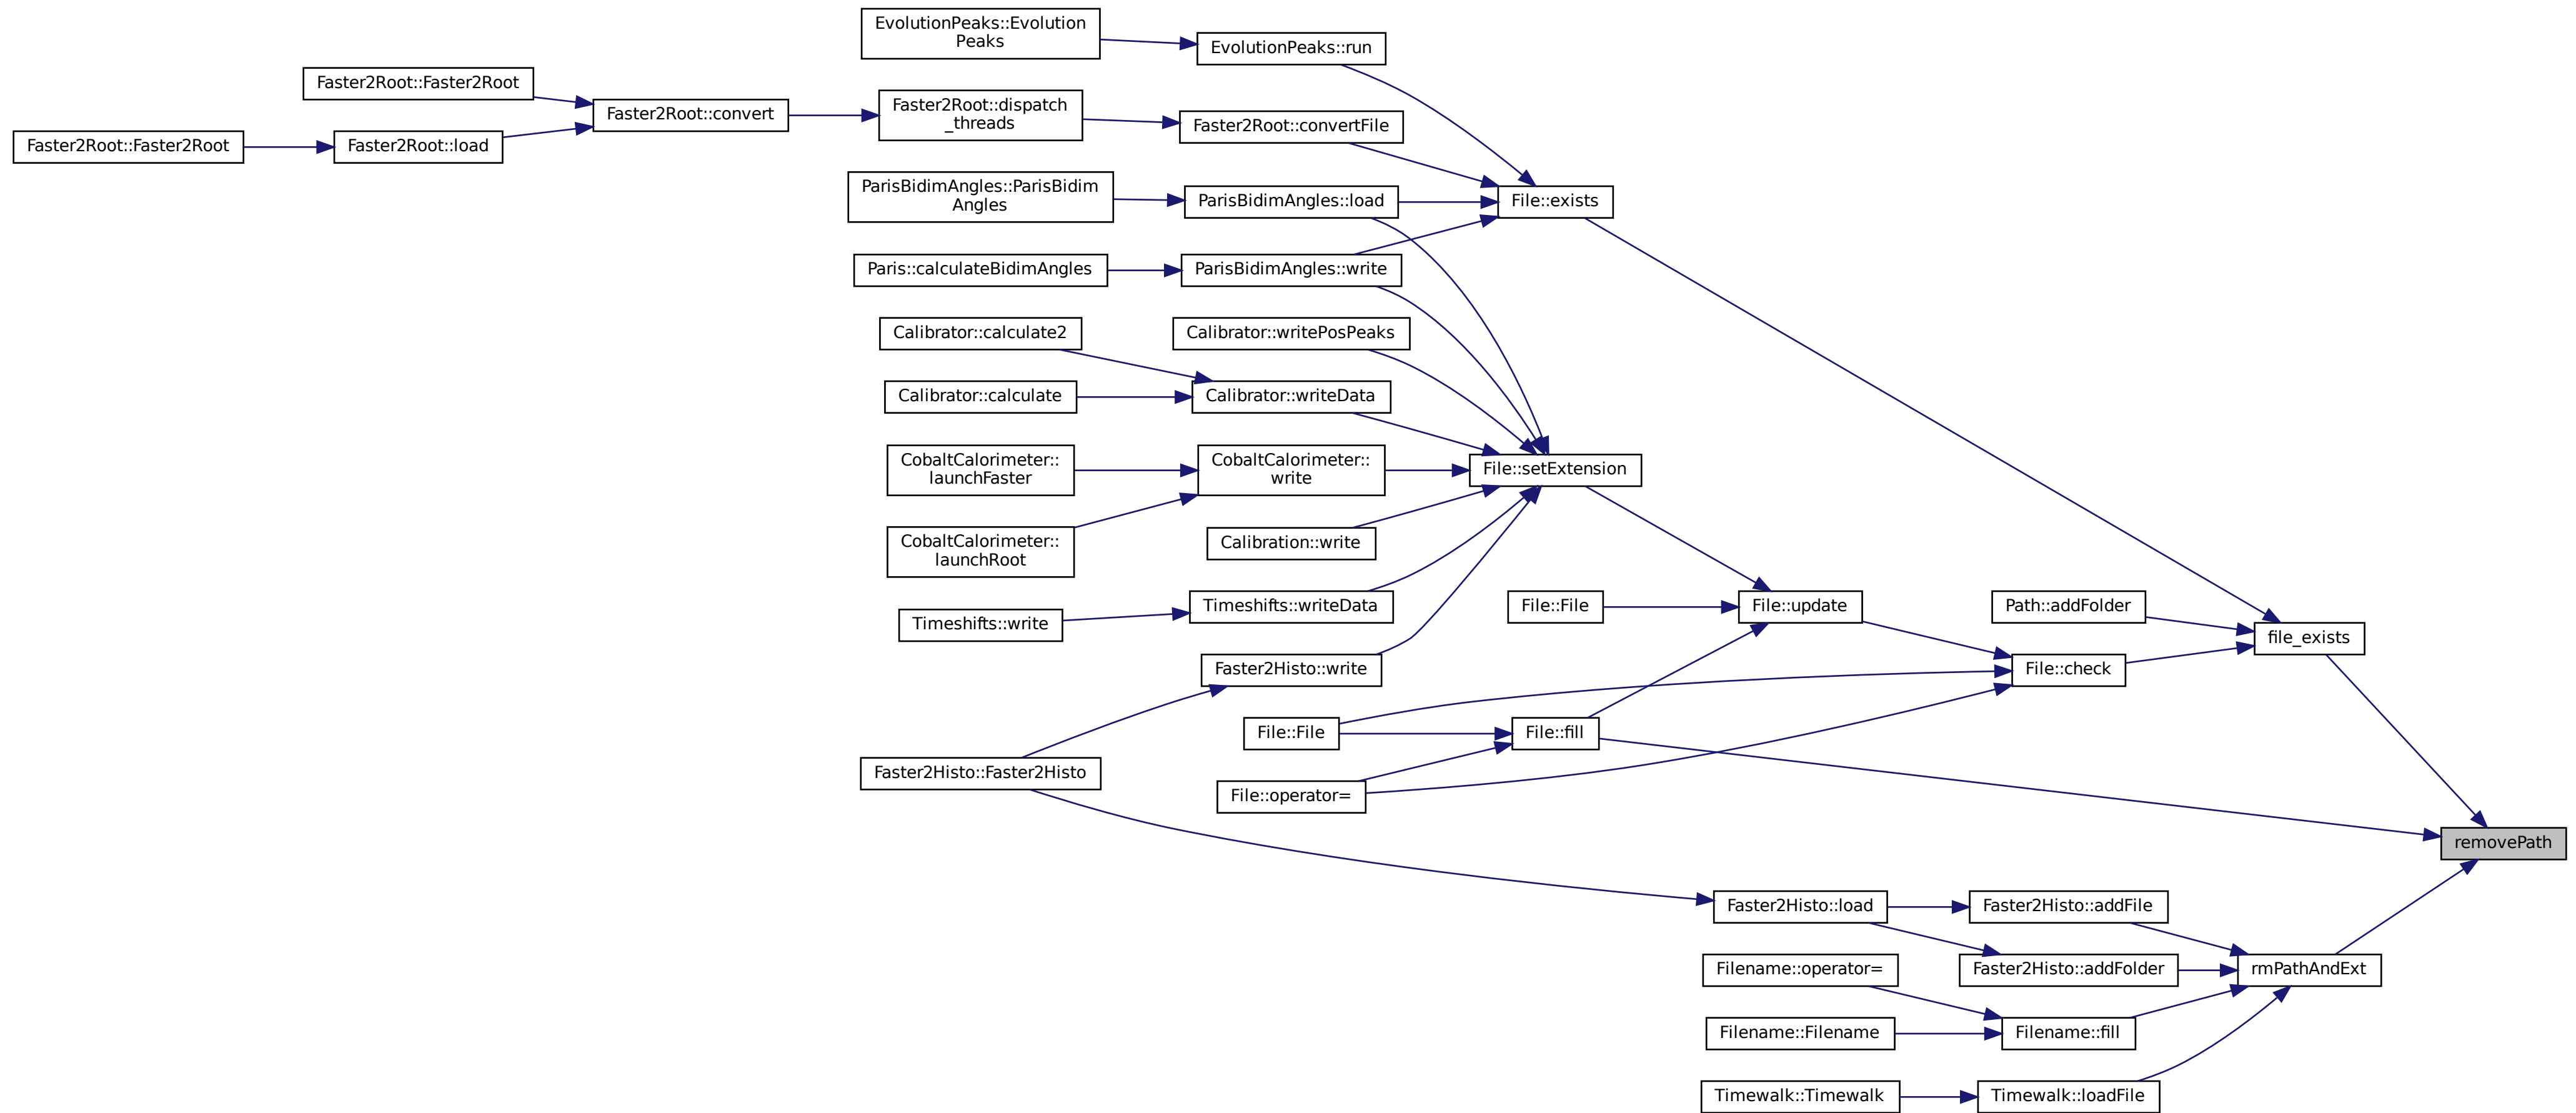 EvolutionPeaks::Evolution
Peaks
EvolutionPeaks::run
Faster2Root::Faster2Root
Faster2Root::convert
Faster2Root::dispatch
_threads
Faster2Root::convertFile
Faster2Root::Faster2Root
Faster2Root::load
ParisBidimAngles::ParisBidim
Angles
ParisBidimAngles::load
File::exists
Paris::calculateBidimAngles
ParisBidimAngles::write
Calibrator::calculate2
Calibrator::writePosPeaks
Calibrator::calculate
Calibrator::writeData
CobaltCalorimeter::
launchFaster
CobaltCalorimeter::
write
File::setExtension
CobaltCalorimeter::
launchRoot
Calibration::write
Timeshifts::write
Timeshifts::writeData
File::File
File::update
Path::addFolder
file_exists
Faster2Histo::write
File::check
File::File
File::fill
Faster2Histo::Faster2Histo
File::operator=
removePath
Faster2Histo::load
Faster2Histo::addFile
Filename::operator=
Faster2Histo::addFolder
rmPathAndExt
Filename::Filename
Filename::fill
Timewalk::Timewalk
Timewalk::loadFile